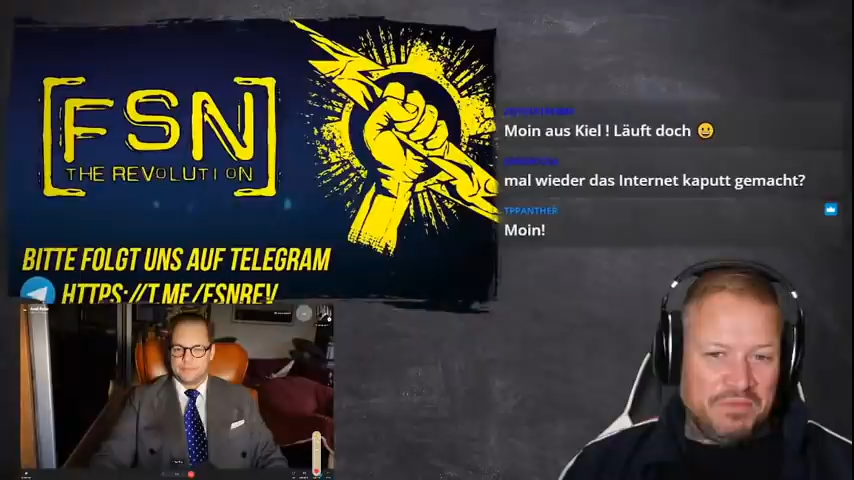 [FSN]
THE REVOLUTION
BITTE FOLGT UNS AUF TELEGRAM
HTTPS://T.ME/FSNREV
Moin aus Kiel ! Läuft doch 😀
mal wieder das Internet kaputt gemacht?
TPPANTHER
Moin!